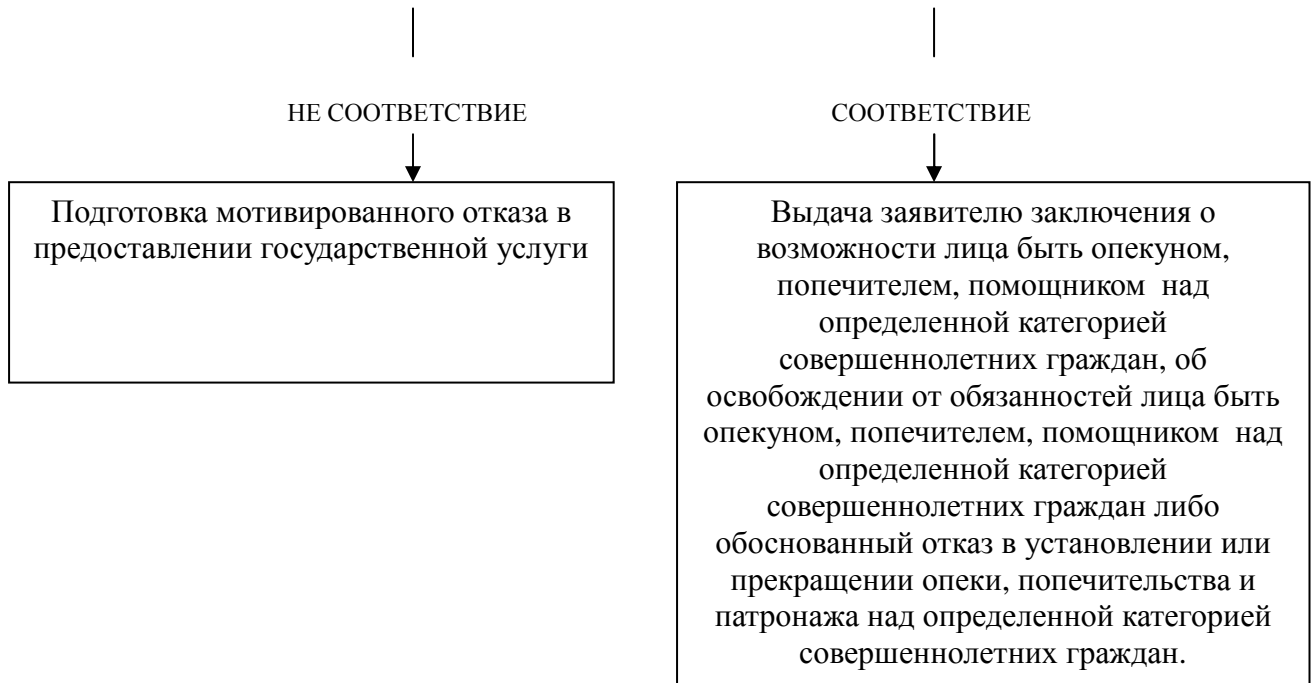 НЕ СООТВЕТСТВИЕ
СООТВЕТСТВИЕ
Подготовка мотивированного отказа в
предоставлении государственной услуги
Выдача заявителю заключения о
возможности лица быть опекуном,
попечителем, помощником над
определенной категорией
совершеннолетних граждан, об
освобождении от обязанностей лица быть
опекуном, попечителем, помощником над
определенной категорией
совершеннолетних граждан либо
обоснованный отказ в установлении или
прекращении опеки, попечительства и
патронажа над определенной категорией
совершеннолетних граждан.